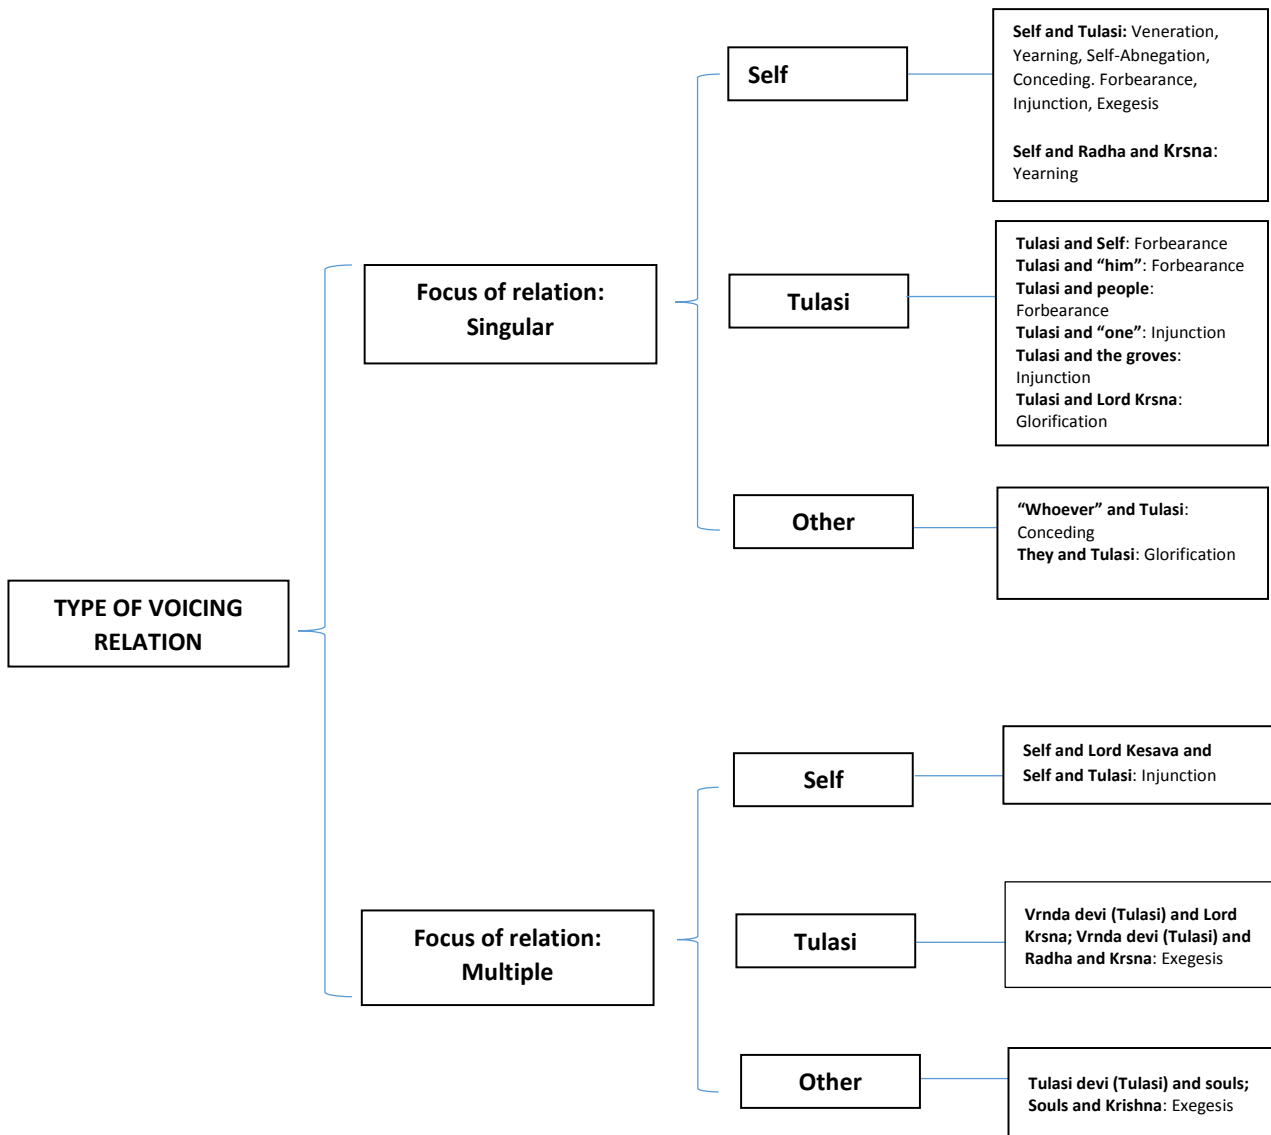 Self
Self and Tulasi: Veneration,
Yearning, Self-Abnegation,
Conceding. Forbearance,
Injunction, Exegesis
Self and Radha and Krsna:
Yearning
Focus of relation:
Singular
Tulasi
Tulasi and Self: Forbearance
Tulasi and “him”: Forbearance
Tulasi and people:
Forbearance
Tulasi and “one”: Injunction
Tulasi and the groves:
Injunction
Tulasi and Lord Krsna:
Glorification
Other
“Whoever” and Tulasi:
Conceding
They and Tulasi: Glorification
TYPE OF VOICING
RELATION
Self
Self and Lord Kesava and
Self and Tulasi: Injunction
Focus of relation:
Multiple
Tulasi
Vrnda devi (Tulasi) and Lord
Krsna; Vrnda devi (Tulasi) and
Radha and Krsna: Exegesis
Other
Tulasi devi (Tulasi) and souls;
Souls and Krishna: Exegesis